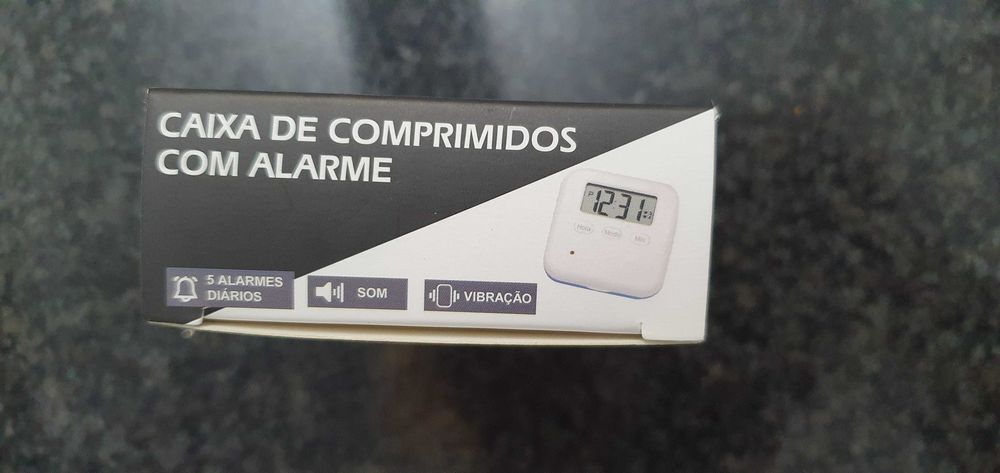 CAIXA DE COMPRIMIDOS
COM ALARME
P 12:31
Hora Modo Min
5 ALARMES
DIÁRIOS
SOM
VIBRAÇÃO